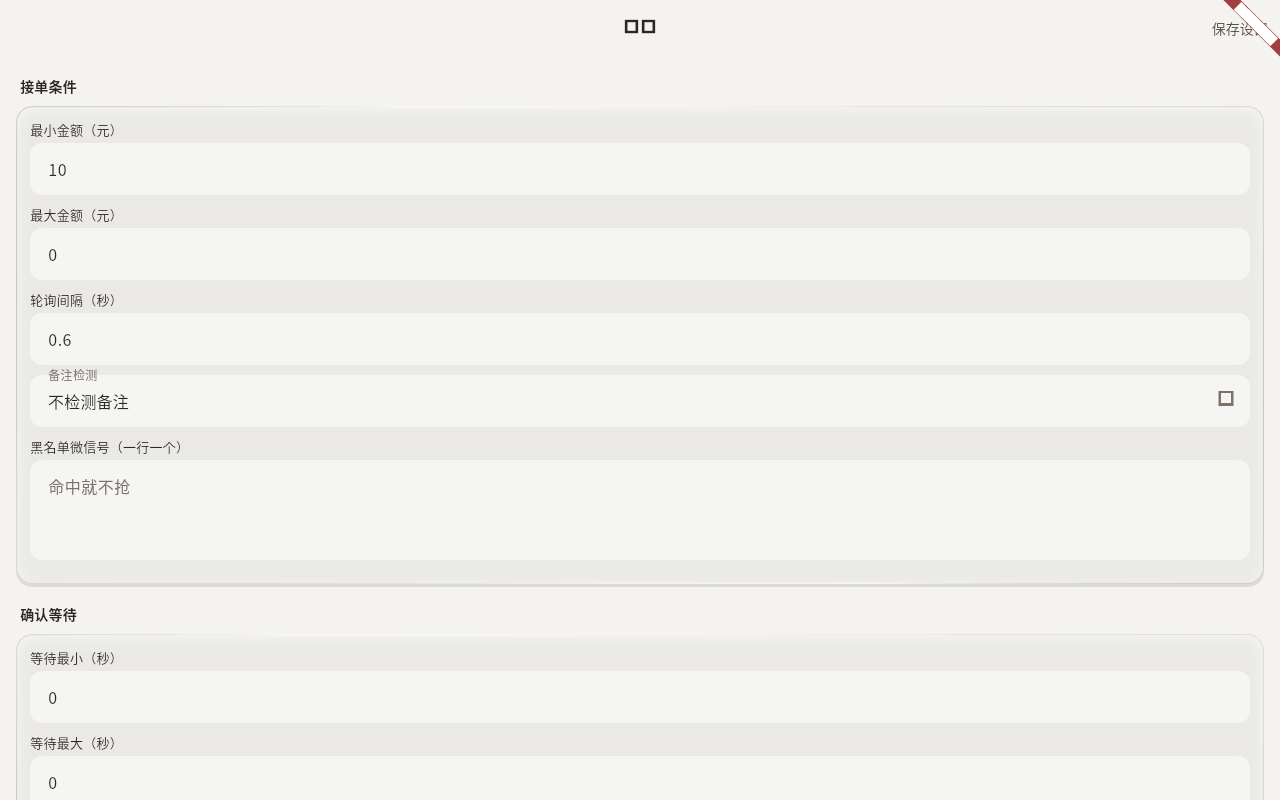 保存设
接单条件
最小金额（元）
10
最大金额（元）
0
轮询间隔（秒）
0.6
备注检测
不检测备注
黑名单微信号（一行一个）
命中就不抢
确认等待
等待最小（秒）
0
等待最大（秒）
0